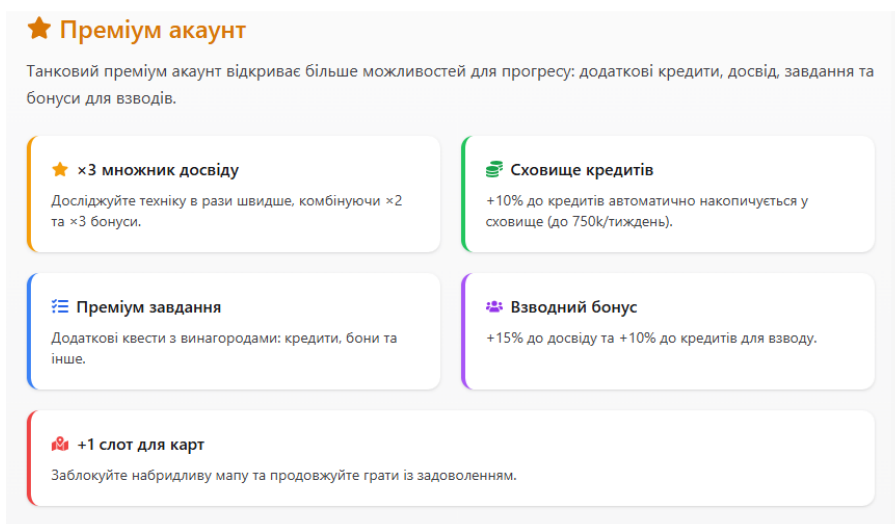 Преміум акаунт
Танковий преміум акаунт відкриває більше можливостей для прогресу: додаткові кредити, досвід, завдання та
бонуси для взводів.
×3 множник досвіду
Досліджуйте техніку в рази швидше, комбінуючи ×2
та ×3 бонуси.
Сховище кредитів
+10% до кредитів автоматично накопичується у
сховище (до 750k/тиждень).
Преміум завдання
Додаткові квести з винагородами: кредити, бони та
інше.
Взводний бонус
+15% до досвіду та +10% до кредитів для взводу.
+1 слот для карт
Заблокуйте набридливу мапу та продовжуйте грати із задоволенням.